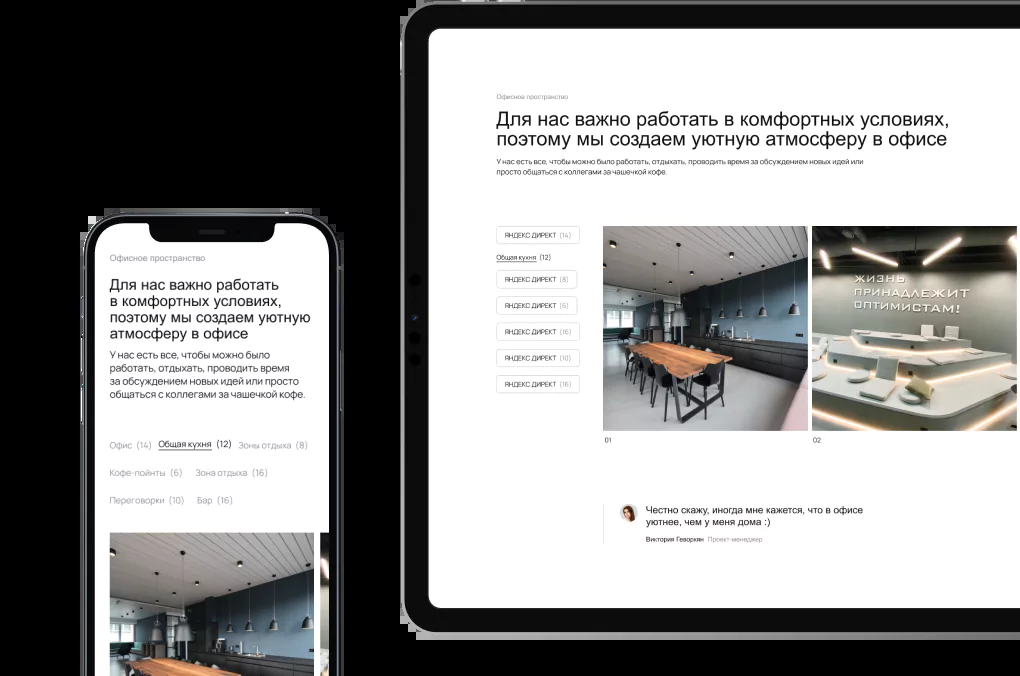 Офисное пространство
Для нас важно работать в комфортных условиях,
поэтому мы создаем уютную атмосферу в офисе
У нас есть все, чтобы можно было работать, отдыхать, проводить время за обсуждением новых идей или
просто общаться с коллегами за чашечкой кофе.
ЯНДЕКС ДИРЕКТ (14)
Общая кухня (12)
ЯНДЕКС ДИРЕКТ (8)
ЯНДЕКС ДИРЕКТ (6)
ЯНДЕКС ДИРЕКТ (16)
ЯНДЕКС ДИРЕКТ (10)
ЯНДЕКС ДИРЕКТ (16)
ЖИЗНЬ
ПРИНАДЛЕЖИТ
ОПТИМИСТАМ!
01
02
Честно скажу, иногда мне кажется, что в офисе
уютнее, чем у меня дома :)
Виктория Геворкян Проект-менеджер
Офисное пространство
Для нас важно работать
в комфортных условиях,
поэтому мы создаем уютную
атмосферу в офисе
У нас есть все, чтобы можно было
работать, отдыхать, проводить время
за обсуждением новых идей или просто
общаться с коллегами за чашечкой кофе.
Офис (14) Общая кухня (12) Зоны отдыха (8)
Кофе-пойнты (6) Зона отдыха (16)
Переговорки (10) Бар (16)